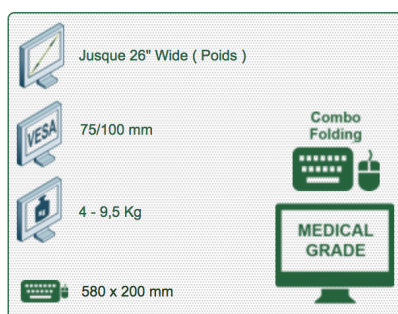 Jusque 26" Wide ( Poids )
VESA
75/100 mm
Combo
Folding
KG
4 - 9,5 Kg
MEDICAL
GRADE
580 x 200 mm